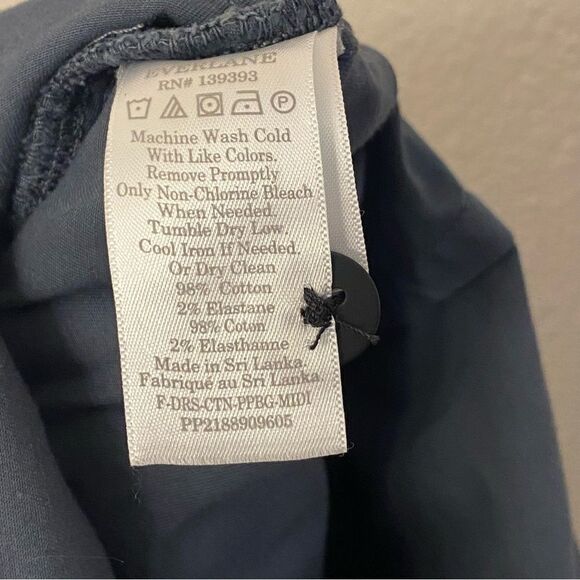 EVERLANE
RN# 139393
P
Machine Wash Cold
With Like Colors.
Remove Promptly
Only Non-Chlorine Bleach
When Needed.
Tumble Dry Low.
Cool Iron If Needed.
Or Dry Clean
98% Cotton
2% Elastane
98% Coton
2% Elasthanne
Made in Sri Lanka
Fabriqué au Sri Lanka
F-DRS-CTN-PPBG-MIDI
PP2188909605